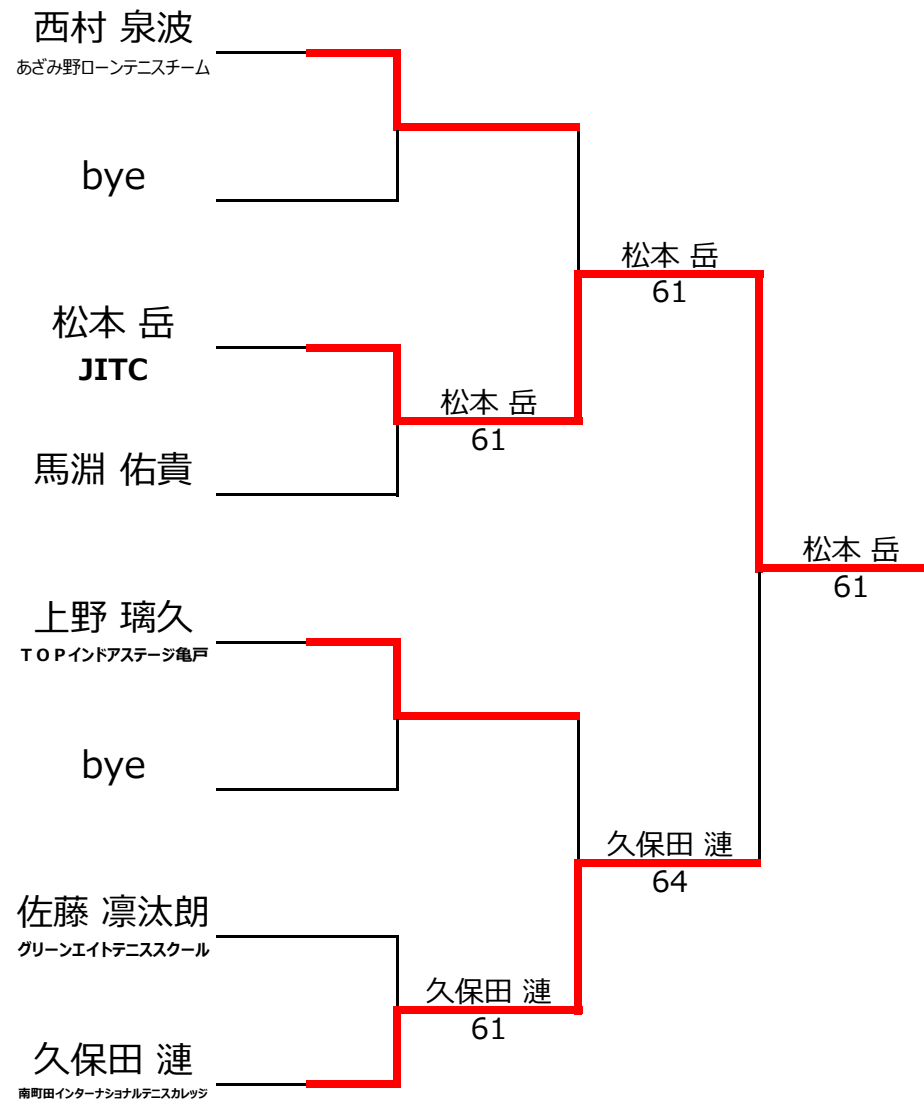 西村 泉波
あざみ野ローンテニスチーム
bye
松本 岳
61
松本 岳
JITC
松本 岳
61
馬淵 佑貴
松本 岳
61
上野 璃久
TOPインドアステージ亀戸
bye
久保田 漣
64
佐藤 凛汰朗
グリーンエイトテニススクール
久保田 漣
61
久保田 漣
南町田インターナショナルテニスカレッジ